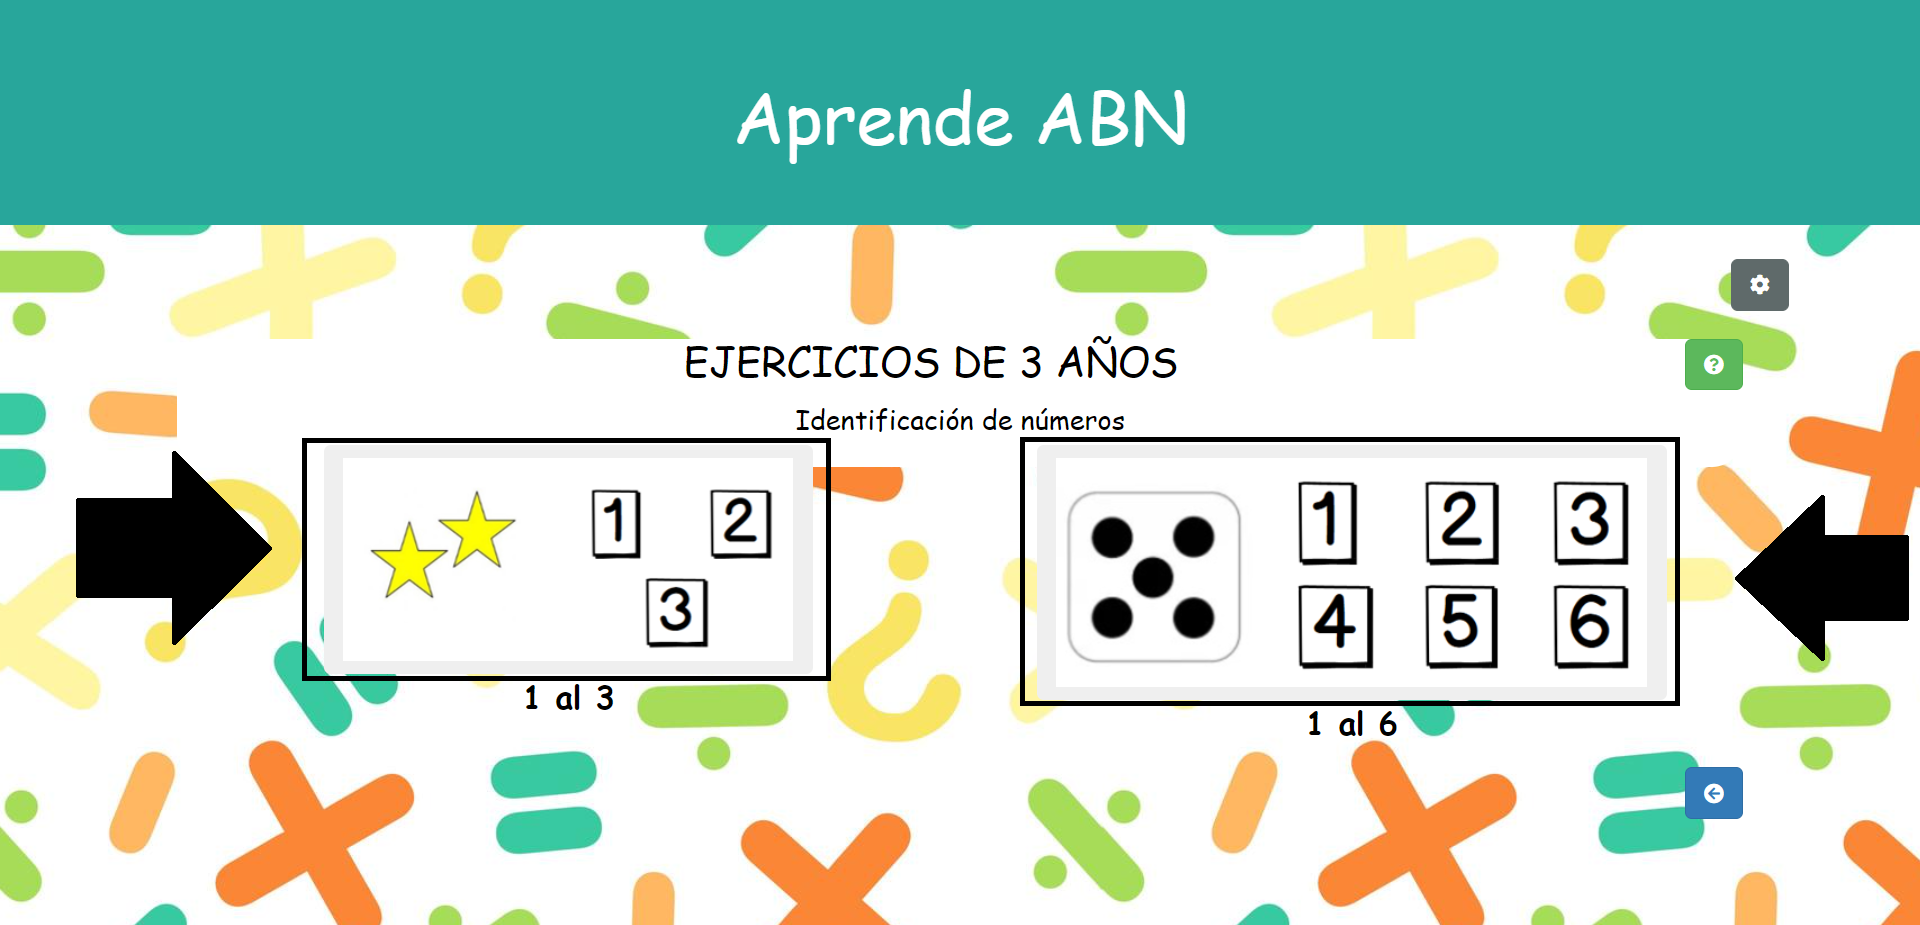 Aprende ABN
EJERCICIOS DE 3 AÑOS
Identificación de números
1 2
3
1 al 3
1 2 3
4 5 6
1 al 6